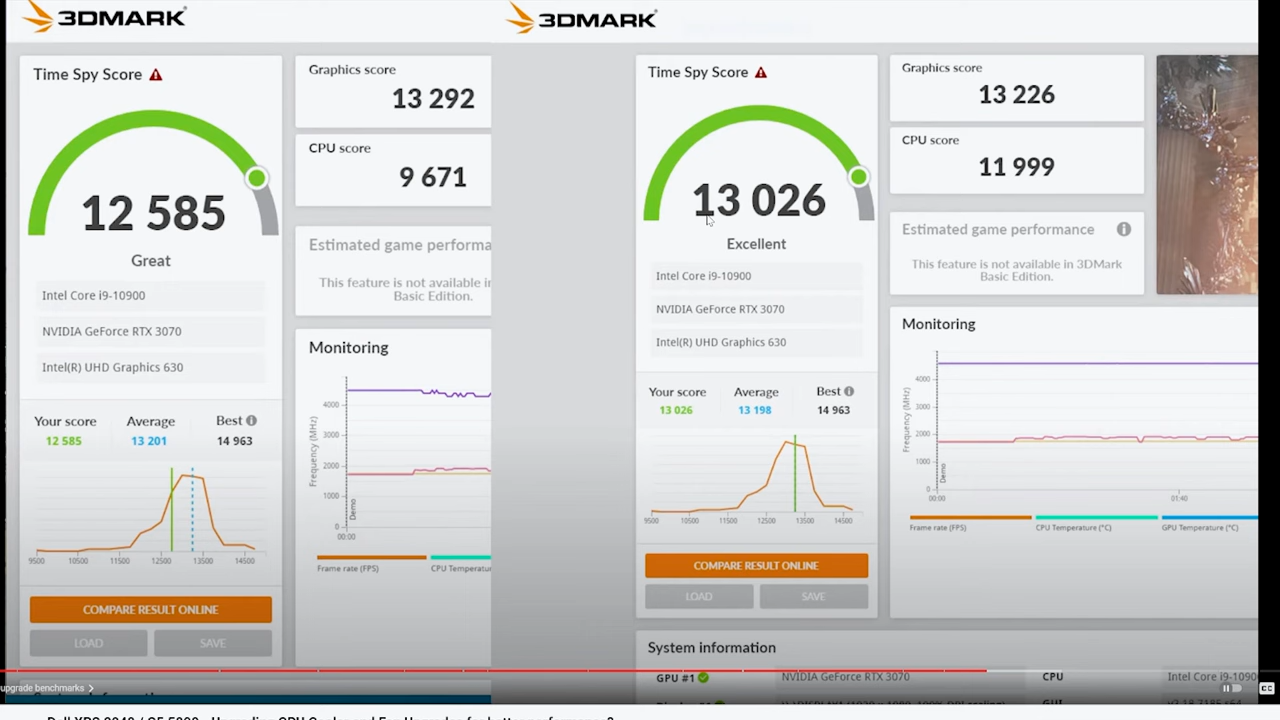 3DMARK
Time Spy Score
12 585
Great
Intel Core i9-10900
NVIDIA GeForce RTX 3070
Intel(R) UHD Graphics 630
Your score Average Best
12 585 13 201 14 963
9500 10500 11500 12500 13500 14500
COMPARE RESULT ONLINE
LOAD SAVE
Graphics score
13 292
CPU score
9 671
Estimated game performa
This feature is not available in
Basic Edition.
Monitoring
Frequency (MHz)
4000
3000
2000
1000
0
Demo
00:00
Frame rate (FPS) CPU Temperatu
3DMARK
Time Spy Score
13 026
Excellent
Intel Core i9-10900
NVIDIA GeForce RTX 3070
Intel(R) UHD Graphics 630
Your score Average Best
13 026 13 198 14 963
9500 10500 11500 12500 13500 14500
COMPARE RESULT ONLINE
LOAD SAVE
Graphics score
13 226
CPU score
11 999
Estimated game performance
This feature is not available in 3DMark
Basic Edition.
Monitoring
Frequency (MHz)
4000
3000
2000
1000
0
Demo
00:00 01:40
Frame rate (FPS) CPU Temperature (°C) GPU Temperature (°C)
System information
GPU #1 NVIDIA GeForce RTX 3070 CPU Intel Core i9-1090
upgrade benchmarks
CC